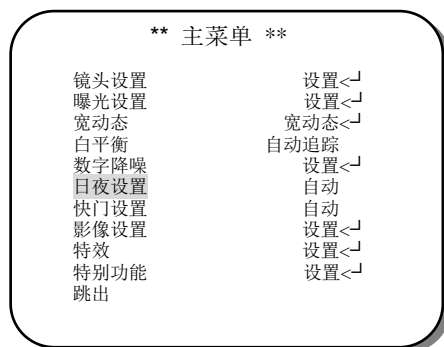 ** 主菜单 **
镜头设置 设置<┘
曝光设置 设置<┘
宽动态 宽动态<┘
白平衡 自动追踪
数字降噪 设置<┘
日夜设置 自动
快门设置 自动
影像设置 设置<┘
特效 设置<┘
特别功能 设置<┘
跳出